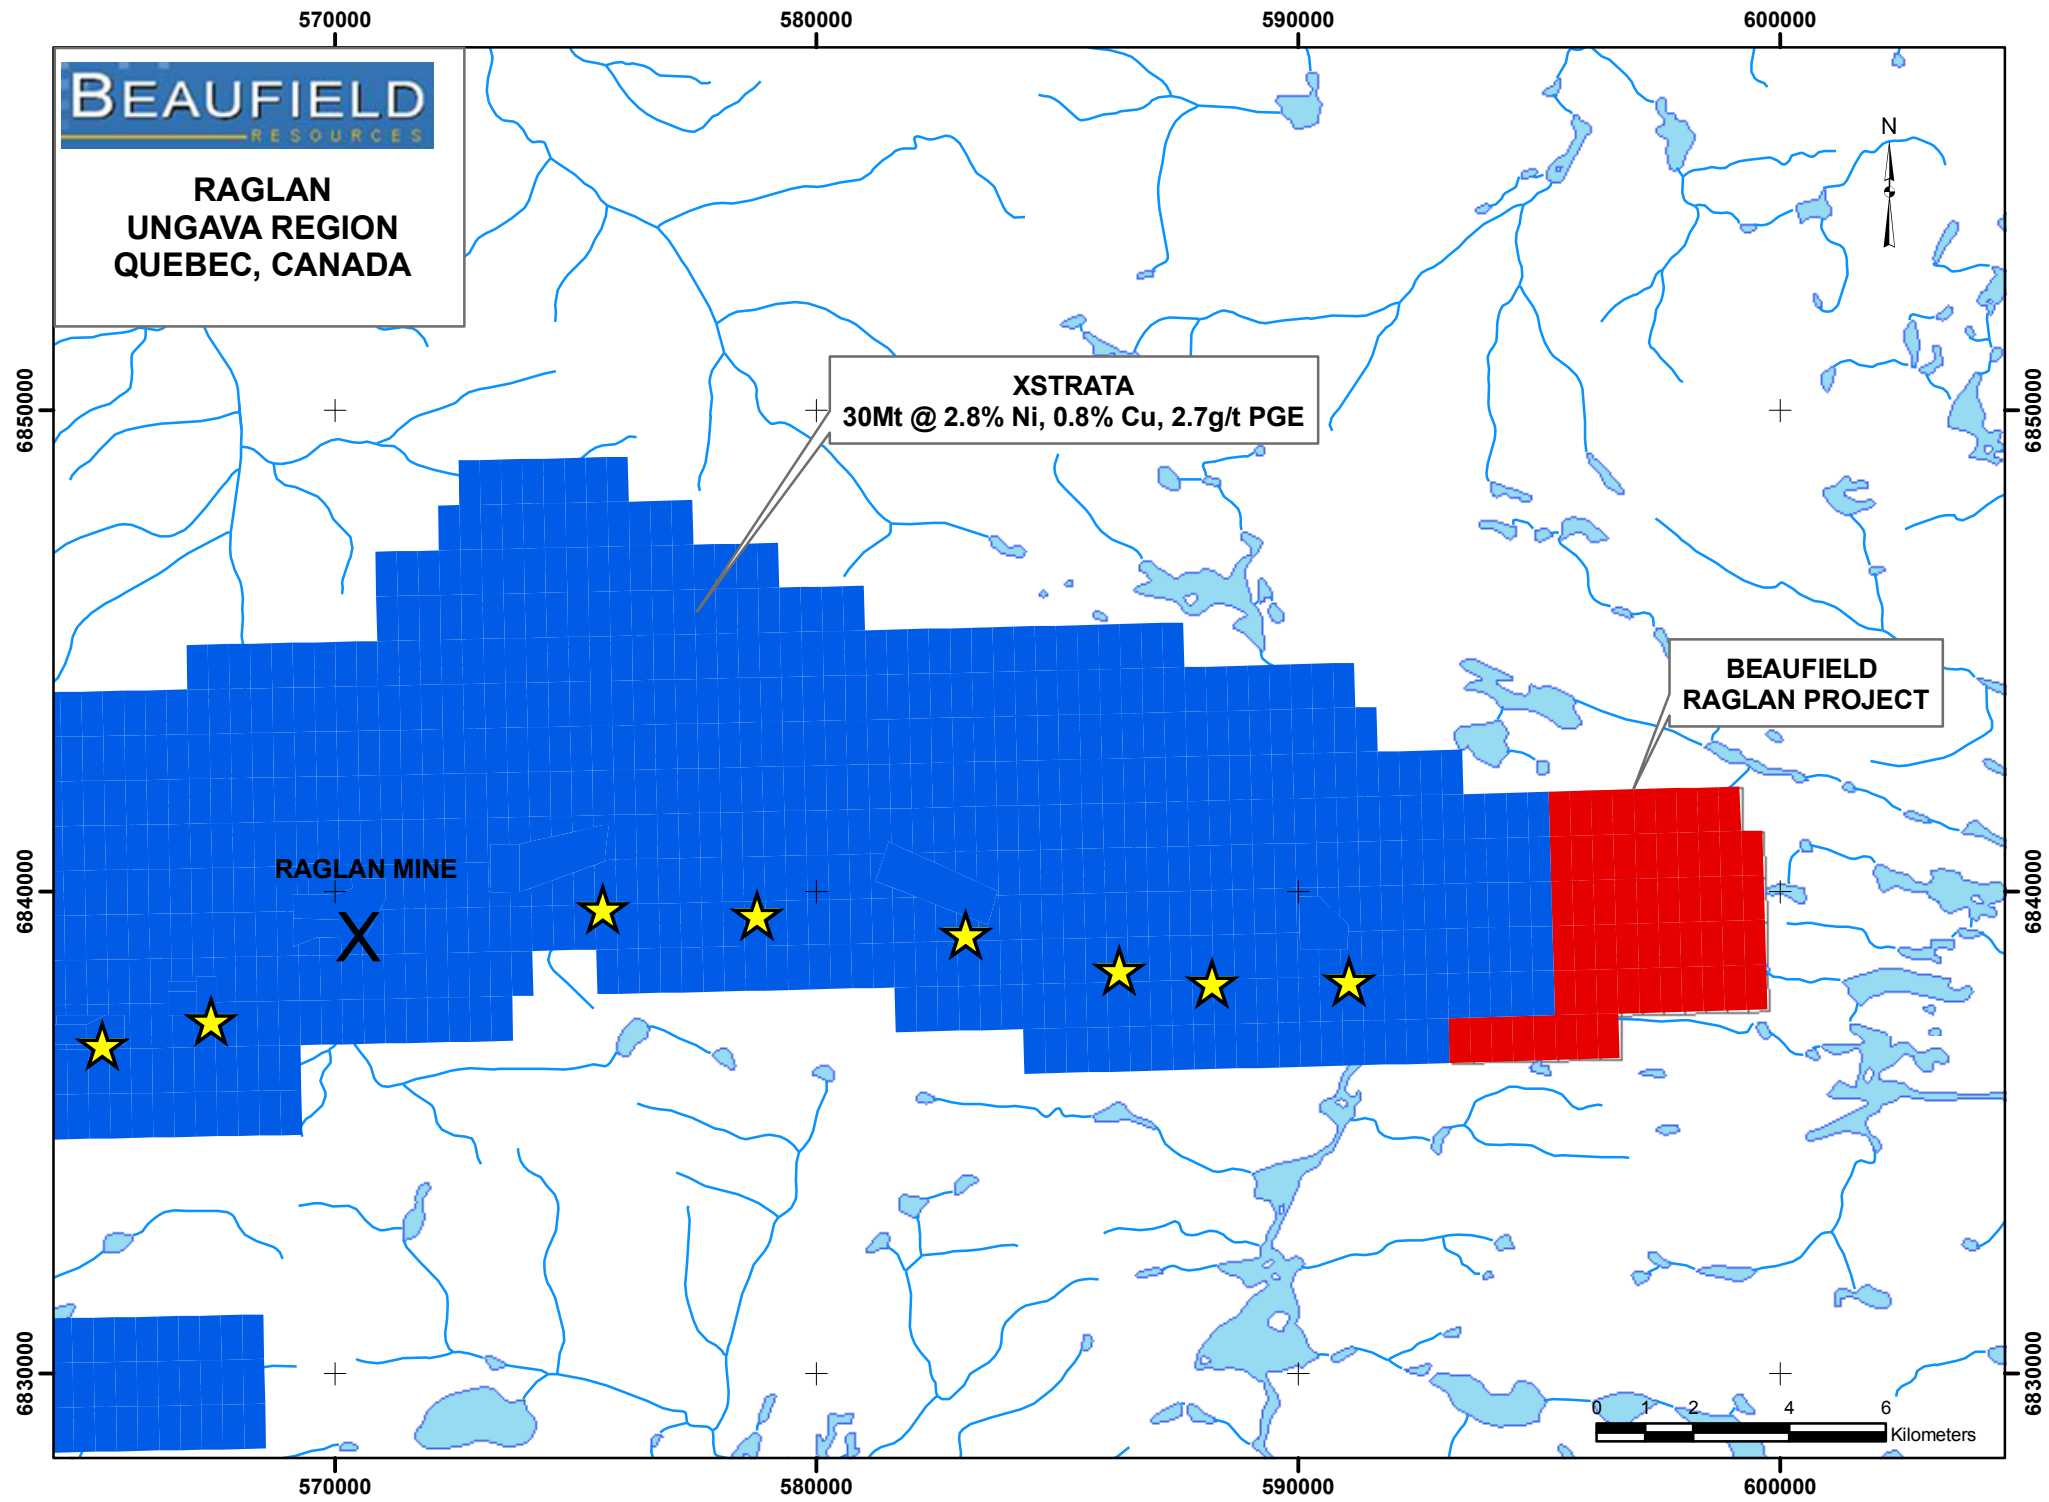 570000 580000 590000 600000
BEAUFIELD
RESOURCES
RAGLAN
UNGAVA REGION
QUEBEC, CANADA
N
XSTRATA
30Mt @ 2.8% Ni, 0.8% Cu, 2.7g/t PGE
6850000 6850000
BEAUFIELD
RAGLAN PROJECT
RAGLAN MINE
X
6840000 6840000
6830000 6830000
0 1 2 4 6
Kilometers
570000 580000 590000 600000